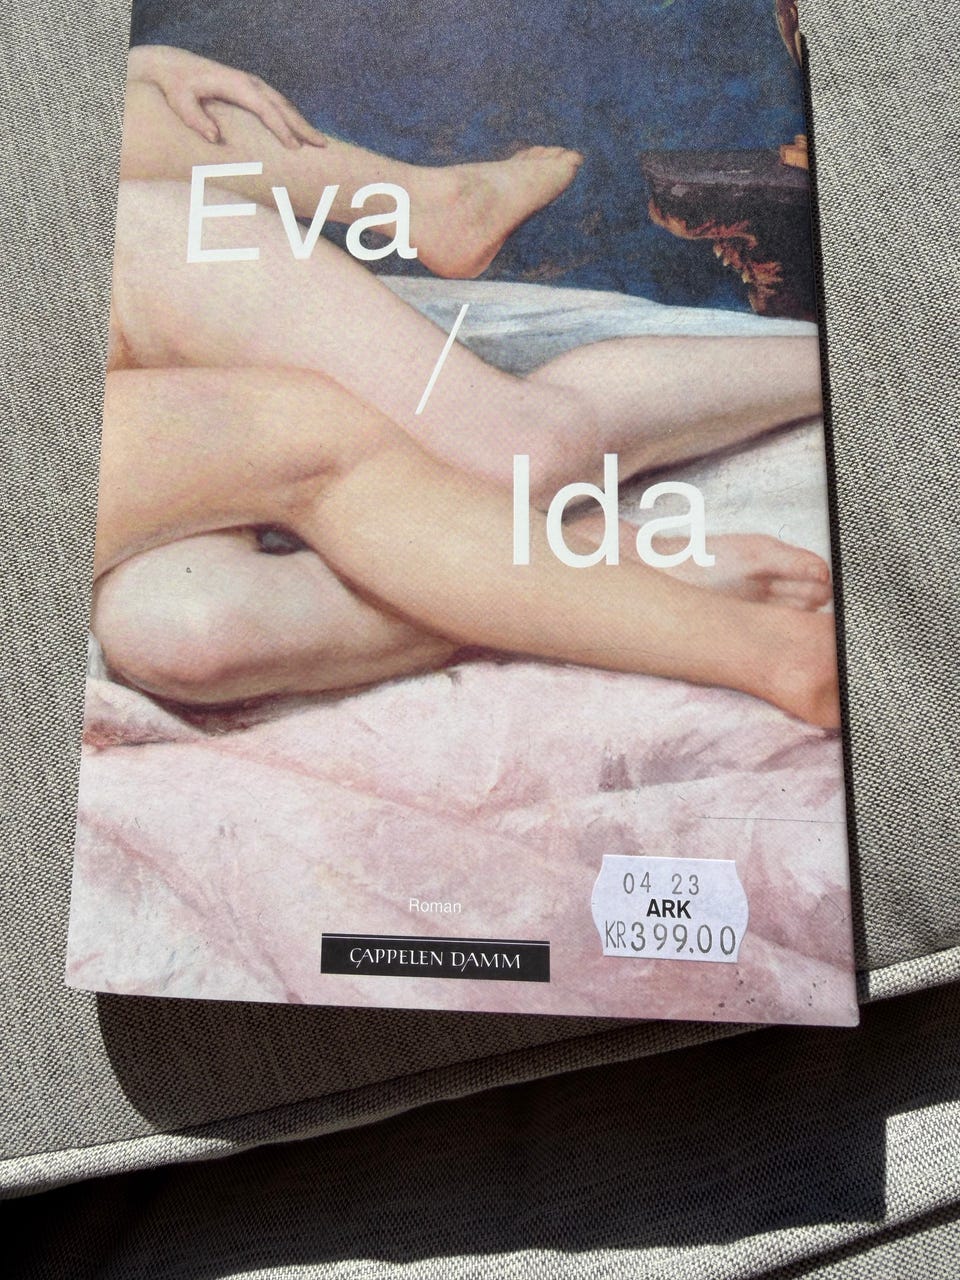 Eva
/
Ida
Roman
CAPPELEN DAMM
04 23
ARK
KR399.00